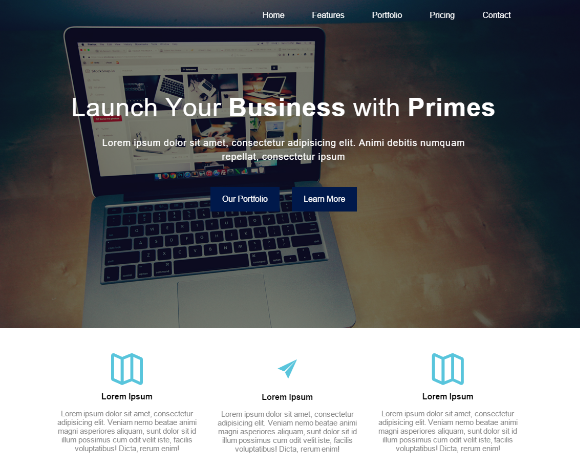 Home Features Portfolio Pricing Contact
Launch Your Business with Primes
Lorem ipsum dolor sit amet, consectetur adipisicing elit. Animi debitis numquam
repellat, consectetur ipsum
Our Portfolio Learn More
Lorem Ipsum
Lorem ipsum dolor sit amet, consectetur
adipisicing elit. Veniam nemo beatae animi
magni asperiores aliquam, sunt dolor sit id
illum possimus cum odit velit iste, facilis
voluptatibus! Dicta, rerum enim!
Lorem Ipsum
Lorem ipsum dolor sit amet, consectetur
adipisicing elit. Veniam nemo beatae animi
magni asperiores aliquam, sunt dolor sit id
illum possimus cum odit velit iste, facilis
voluptatibus! Dicta, rerum enim!
Lorem Ipsum
Lorem ipsum dolor sit amet, consectetur
adipisicing elit. Veniam nemo beatae animi
magni asperiores aliquam, sunt dolor sit id
illum possimus cum odit velit iste, facilis
voluptatibus! Dicta, rerum enim!